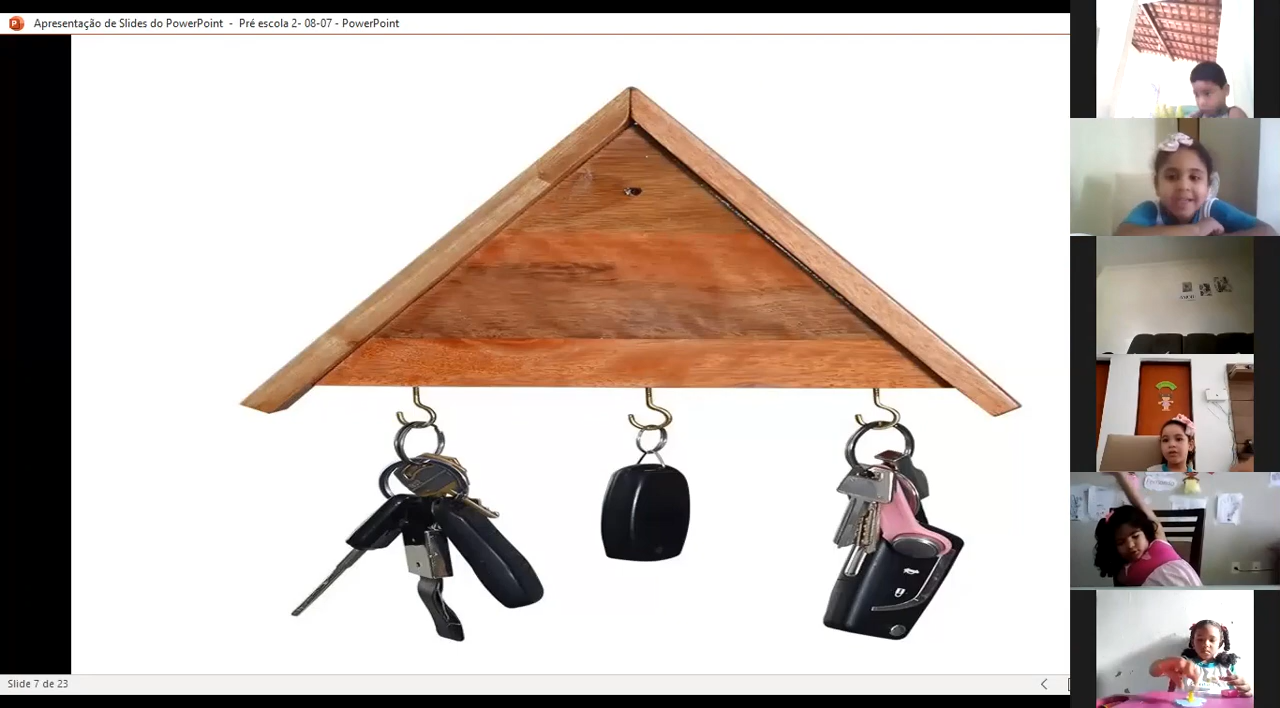 Apresentação de Slides do PowerPoint - Pré escola 2- 08-07 - PowerPoint
Slide 7 de 23